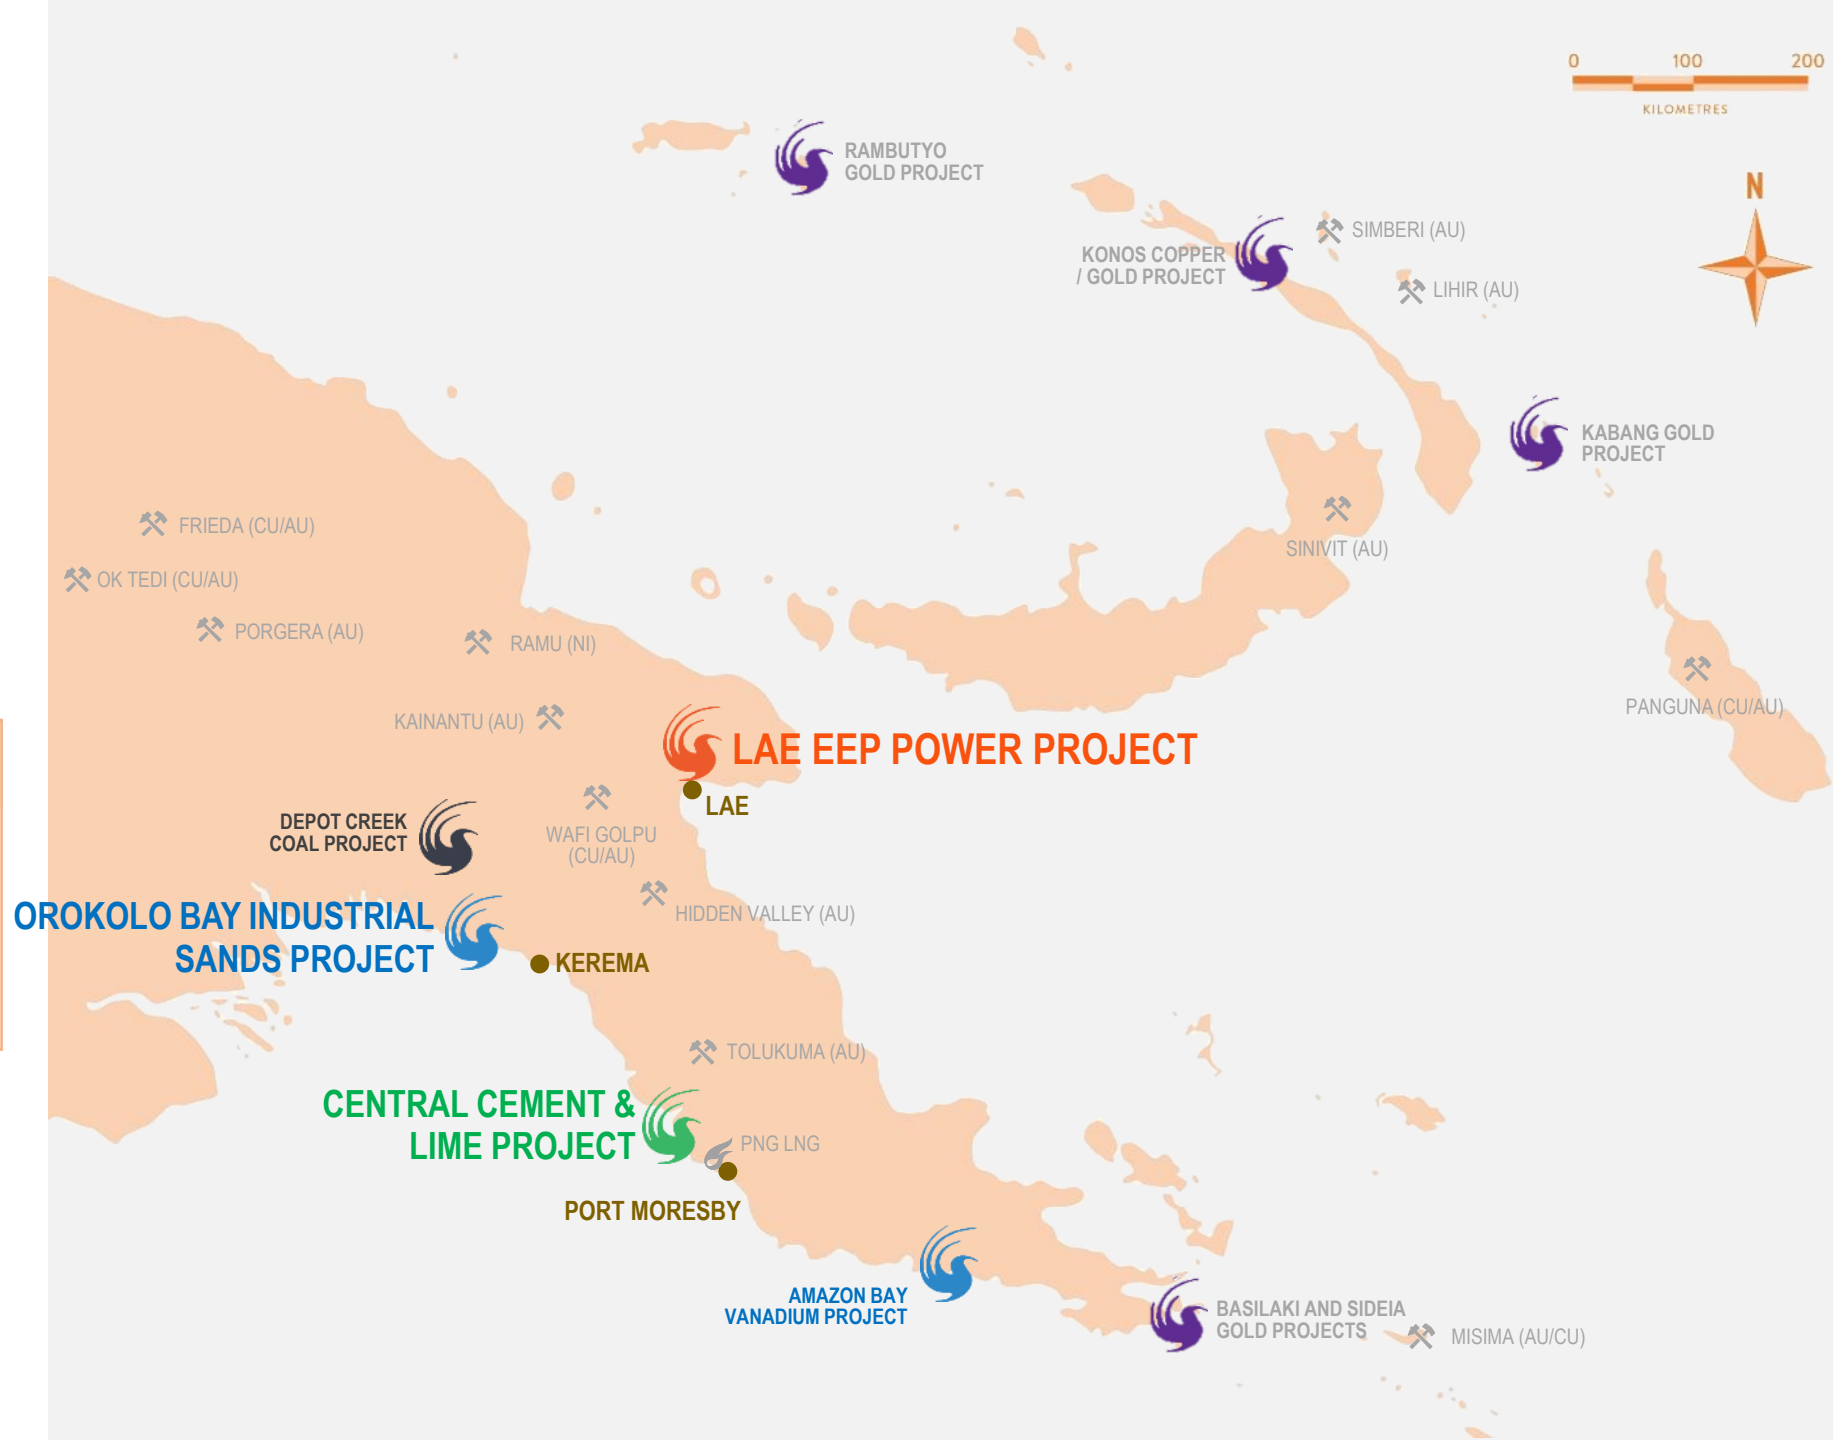 0 100 200
KILOMETRES
RAMBUTYO
GOLD PROJECT
N
SIMBERI (AU)
KONOS COPPER
/ GOLD PROJECT
LIHIR (AU)
KABANG GOLD
PROJECT
FRIEDA (CU/AU)
SINIVIT (AU)
OK TEDI (CU/AU)
PORGERA (AU)
RAMU (NI)
PANGUNA (CU/AU)
KAINANTU (AU)
LAE EEP POWER PROJECT
LAE
DEPOT CREEK
COAL PROJECT
WAFI GOLPU
(CU/AU)
HIDDEN VALLEY (AU)
OROKOLO BAY INDUSTRIAL
SANDS PROJECT
KEREMA
TOLUKUMA (AU)
CENTRAL CEMENT &
LIME PROJECT
PNG LNG
PORT MORESBY
AMAZON BAY
VANADIUM PROJECT
BASILAKI AND SIDEIA
GOLD PROJECTS
MISIMA (AU/CU)